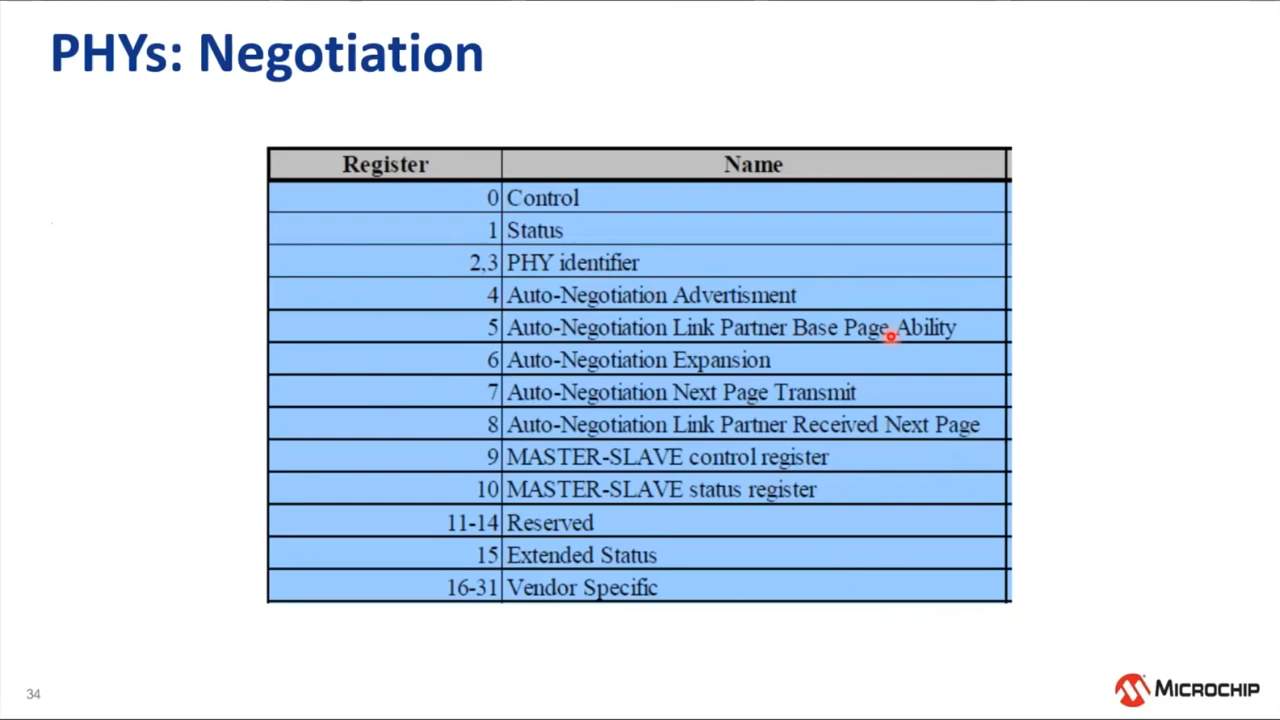 PHYs: Negotiation
Register Name
0 Control
1 Status
2,3 PHY identifier
4 Auto-Negotiation Advertisment
5 Auto-Negotiation Link Partner Base Page Ability
6 Auto-Negotiation Expansion
7 Auto-Negotiation Next Page Transmit
8 Auto-Negotiation Link Partner Received Next Page
9 MASTER-SLAVE control register
10 MASTER-SLAVE status register
11-14 Reserved
15 Extended Status
16-31 Vendor Specific
34
MICROCHIP